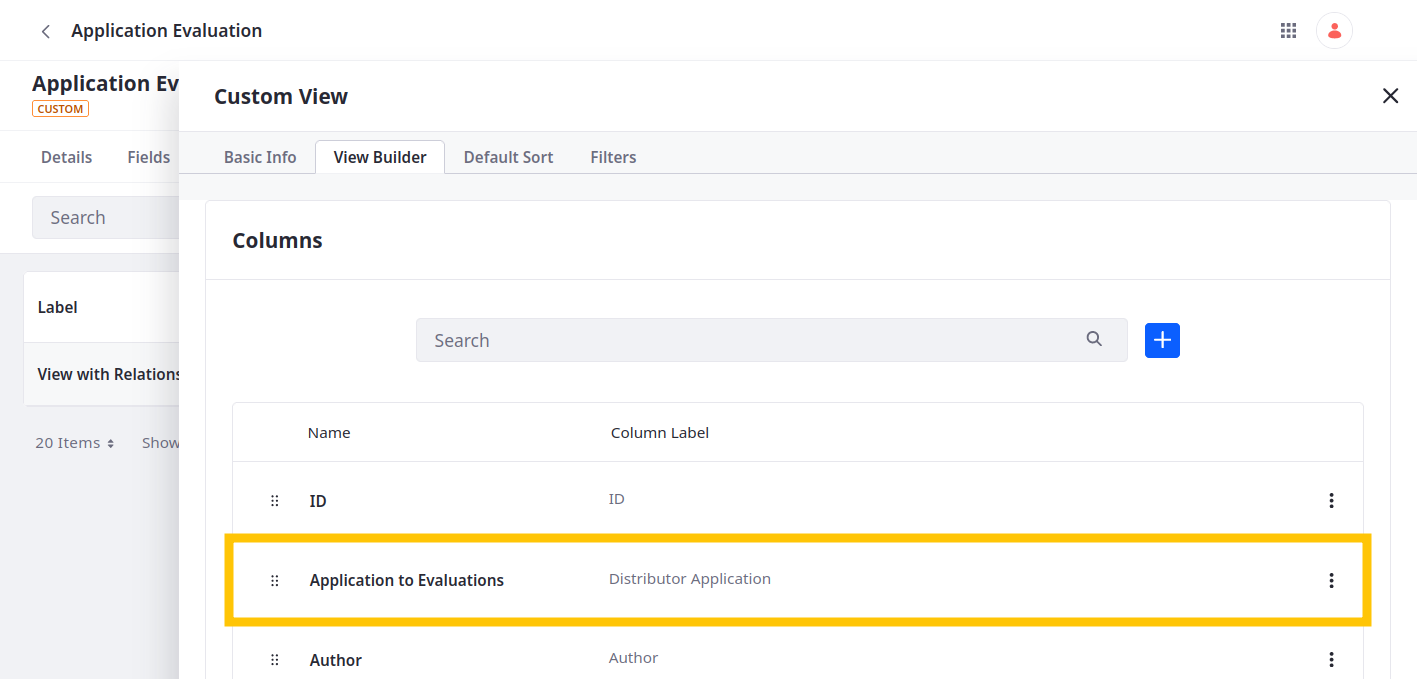 Application Evaluation
Application Ev
CUSTOM
Details Fields
Search
Label
View with Relations
20 Items Show
Custom View
Basic Info View Builder Default Sort Filters
Columns
Search
Name Column Label
ID ID
Application to Evaluations Distributor Application
Author Author